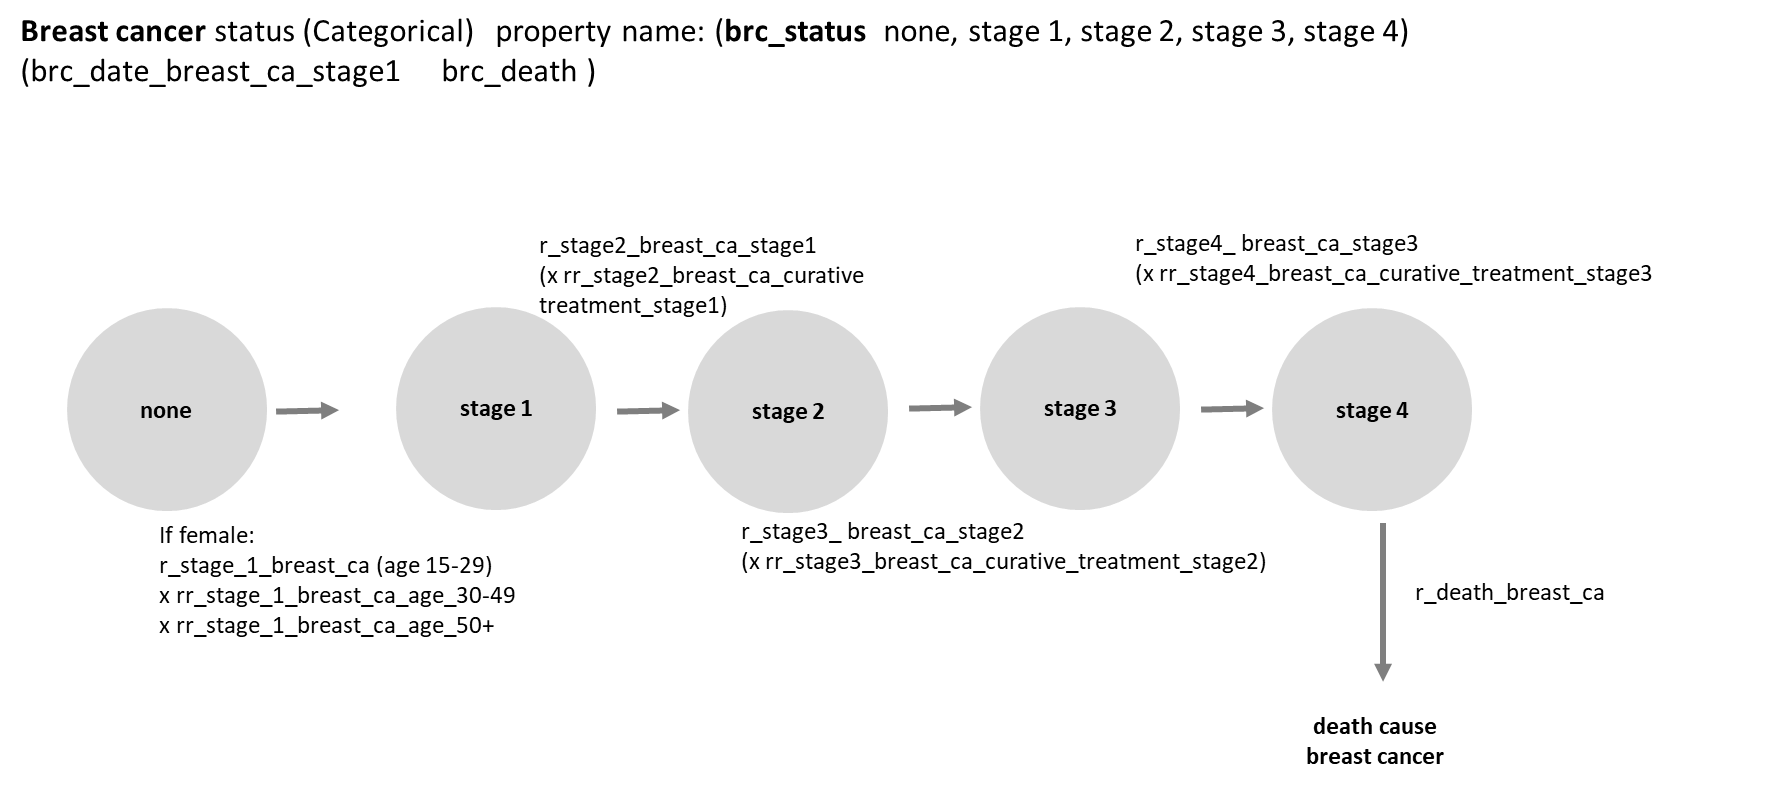 Breast cancer status (Categorical)   property name: (brc_status  none, stage 1, stage 2, stage 3, stage 4)
(brc_date_breast_ca_stage1     brc_death )
r_stage2_breast_ca_stage1
(x rr_stage2_breast_ca_curative
treatment_stage1)
r_stage4_ breast_ca_stage3
(x rr_stage4_breast_ca_curative_treatment_stage3
none
stage 1
stage 2
stage 3
stage 4
If female:
r_stage_1_breast_ca (age 15-29)
x rr_stage_1_breast_ca_age_30-49
x rr_stage_1_breast_ca_age_50+
r_stage3_ breast_ca_stage2
(x rr_stage3_breast_ca_curative_treatment_stage2)
r_death_breast_ca
death cause
breast cancer